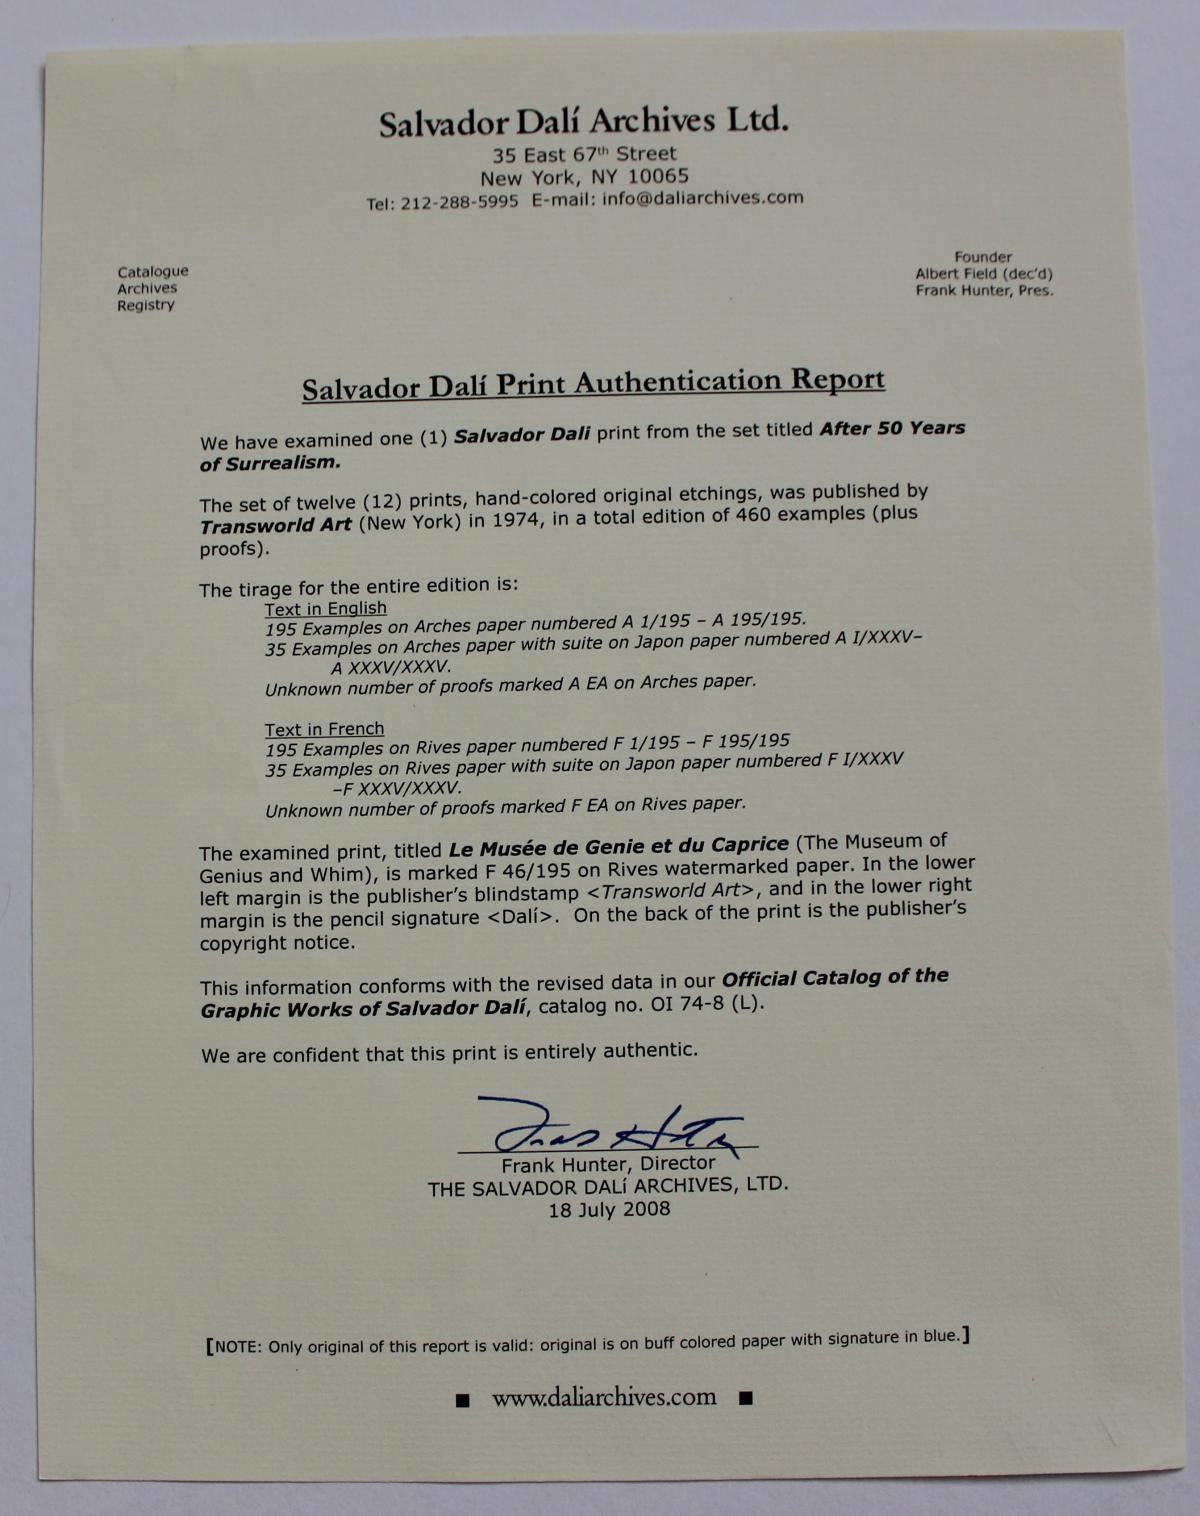 Salvador Dalí Archives Ltd.
35 East 67th Street
New York, NY 10065
Tel: 212-288-5995 E-mail: info@daliarchives.com
Catalogue
Archives
Registry
Founder
Albert Field (dec'd)
Frank Hunter, Pres.
Salvador Dalí Print Authentication Report
We have examined one (1) Salvador Dali print from the set titled After 50 Years
of Surrealism.
The set of twelve (12) prints, hand-colored original etchings, was published by
Transworld Art (New York) in 1974, in a total edition of 460 examples (plus
proofs).
The tirage for the entire edition is:
Text in English
195 Examples on Arches paper numbered A 1/195 – A 195/195.
35 Examples on Arches paper with suite on Japon paper numbered A I/XXXV–
A XXXV/XXXV.
Unknown number of proofs marked A EA on Arches paper.
Text in French
195 Examples on Rives paper numbered F 1/195 – F 195/195
35 Examples on Rives paper with suite on Japon paper numbered F I/XXXV
–F XXXV/XXXV.
Unknown number of proofs marked F EA on Rives paper.
The examined print, titled Le Musée de Genie et du Caprice (The Museum of
Genius and Whim), is marked F 46/195 on Rives watermarked paper. In the lower
left margin is the publisher's blindstamp <Transworld Art>, and in the lower right
margin is the pencil signature <Dalí>. On the back of the print is the publisher's
copyright notice.
This information conforms with the revised data in our Official Catalog of the
Graphic Works of Salvador Dalí, catalog no. OI 74-8 (L).
We are confident that this print is entirely authentic.
Frank Hunter, Director
THE SALVADOR DALí ARCHIVES, LTD.
18 July 2008
[NOTE: Only original of this report is valid: original is on buff colored paper with signature in blue.]
■ www.daliarchives.com ■